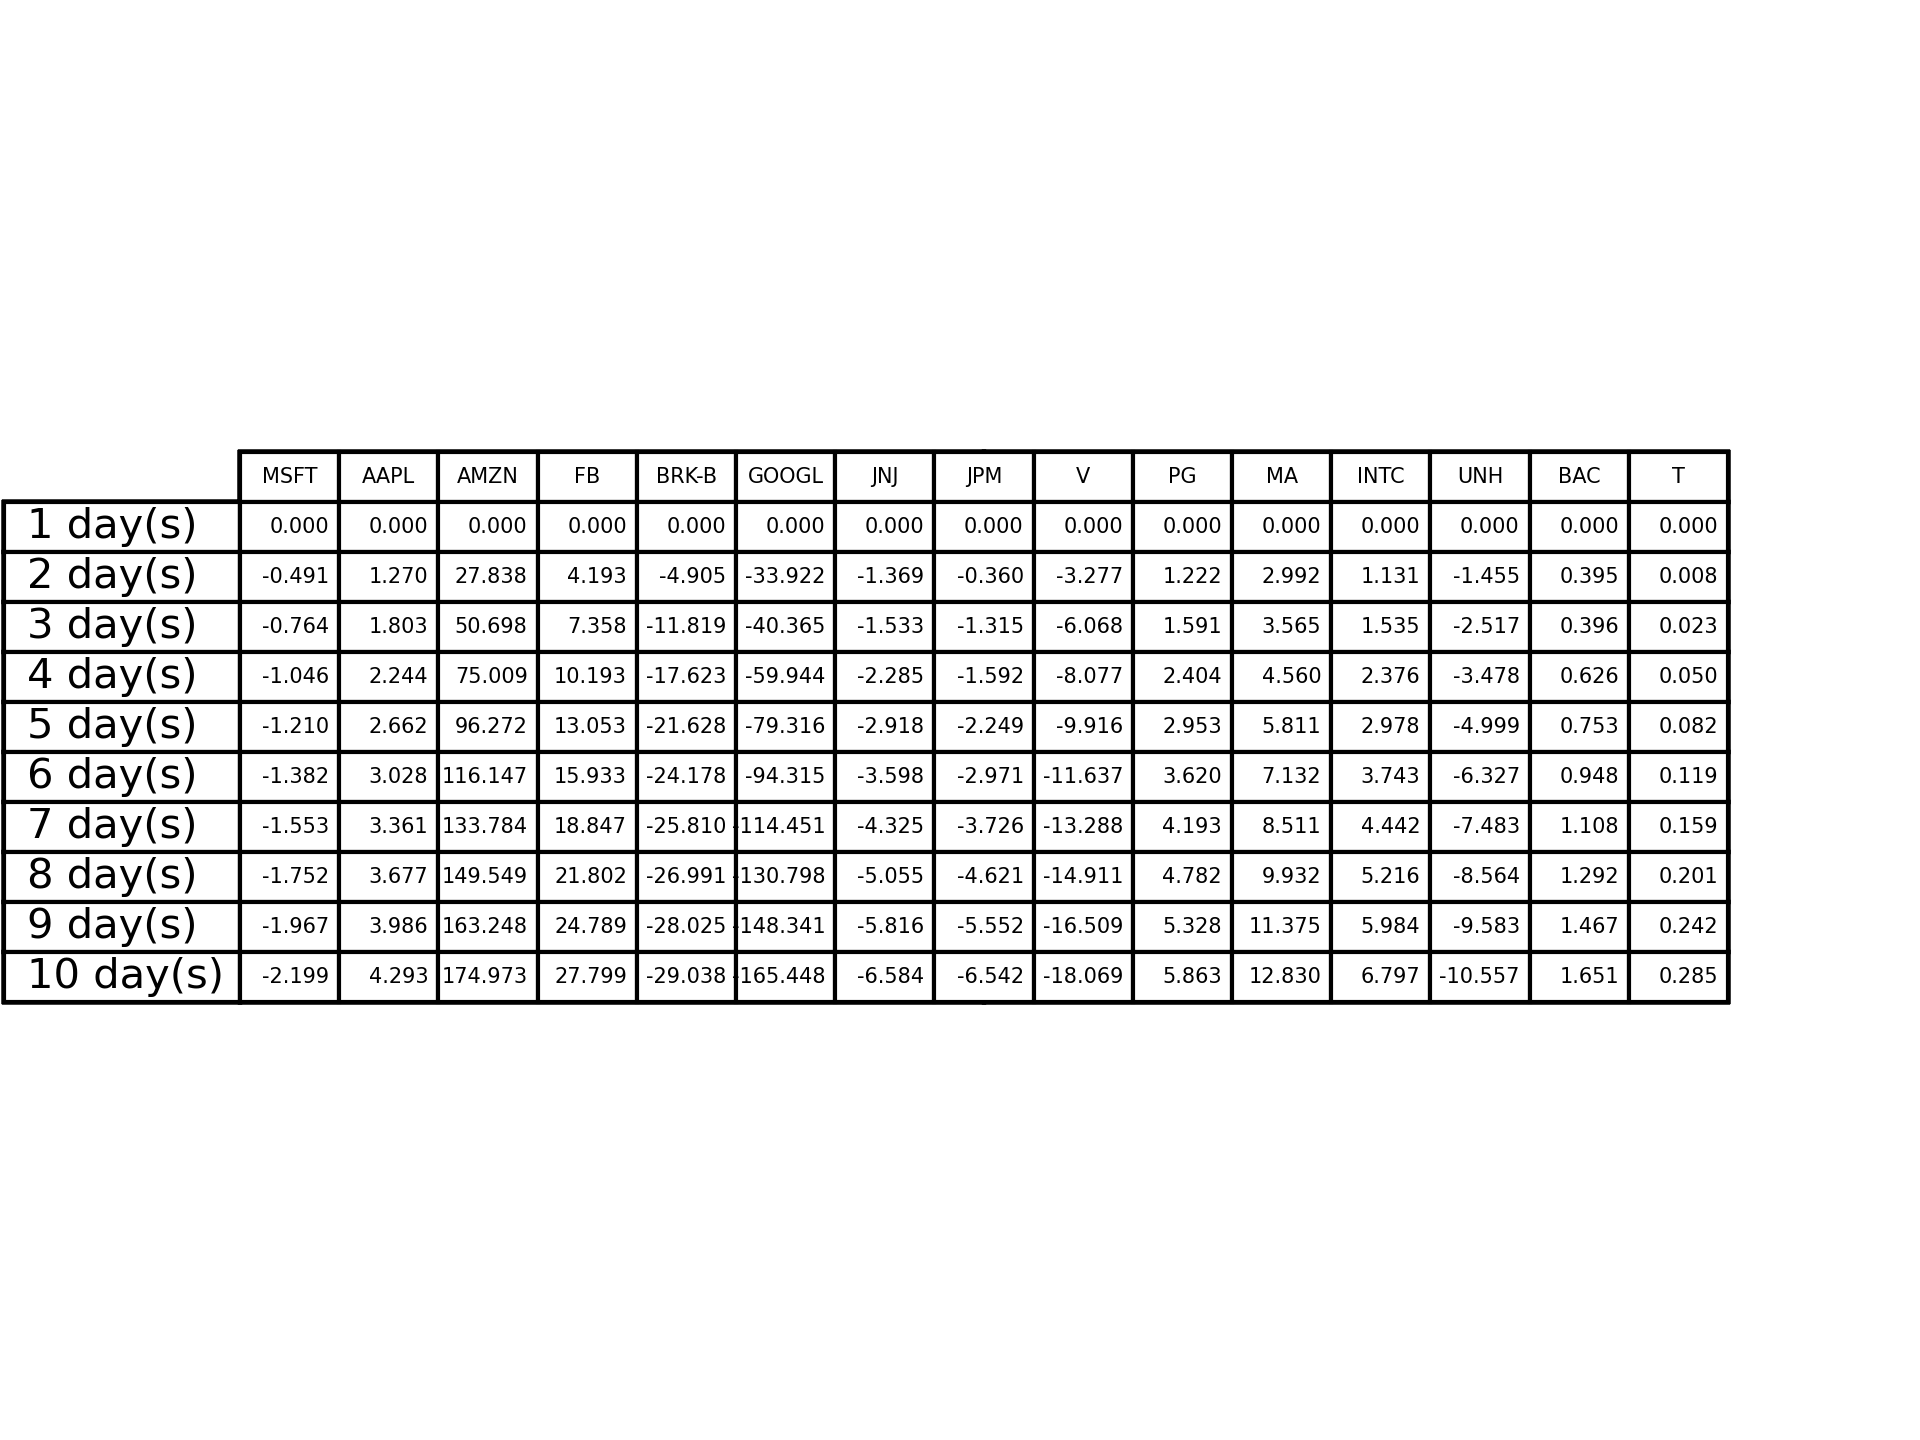 MSFT AAPL AMZN FB BRK-B GOOGL JNJ JPM V PG MA INTC UNH BAC T
1 day(s) 0.000 0.000 0.000 0.000 0.000 0.000 0.000 0.000 0.000 0.000 0.000 0.000 0.000 0.000 0.000
2 day(s) -0.491 1.270 27.838 4.193 -4.905 -33.922 -1.369 -0.360 -3.277 1.222 2.992 1.131 -1.455 0.395 0.008
3 day(s) -0.764 1.803 50.698 7.358 -11.819 -40.365 -1.533 -1.315 -6.068 1.591 3.565 1.535 -2.517 0.396 0.023
4 day(s) -1.046 2.244 75.009 10.193 -17.623 -59.944 -2.285 -1.592 -8.077 2.404 4.560 2.376 -3.478 0.626 0.050
5 day(s) -1.210 2.662 96.272 13.053 -21.628 -79.316 -2.918 -2.249 -9.916 2.953 5.811 2.978 -4.999 0.753 0.082
6 day(s) -1.382 3.028 116.147 15.933 -24.178 -94.315 -3.598 -2.971 -11.637 3.620 7.132 3.743 -6.327 0.948 0.119
7 day(s) -1.553 3.361 133.784 18.847 -25.810 -114.451 -4.325 -3.726 -13.288 4.193 8.511 4.442 -7.483 1.108 0.159
8 day(s) -1.752 3.677 149.549 21.802 -26.991 -130.798 -5.055 -4.621 -14.911 4.782 9.932 5.216 -8.564 1.292 0.201
9 day(s) -1.967 3.986 163.248 24.789 -28.025 -148.341 -5.816 -5.552 -16.509 5.328 11.375 5.984 -9.583 1.467 0.242
10 day(s) -2.199 4.293 174.973 27.799 -29.038 -165.448 -6.584 -6.542 -18.069 5.863 12.830 6.797 -10.557 1.651 0.285